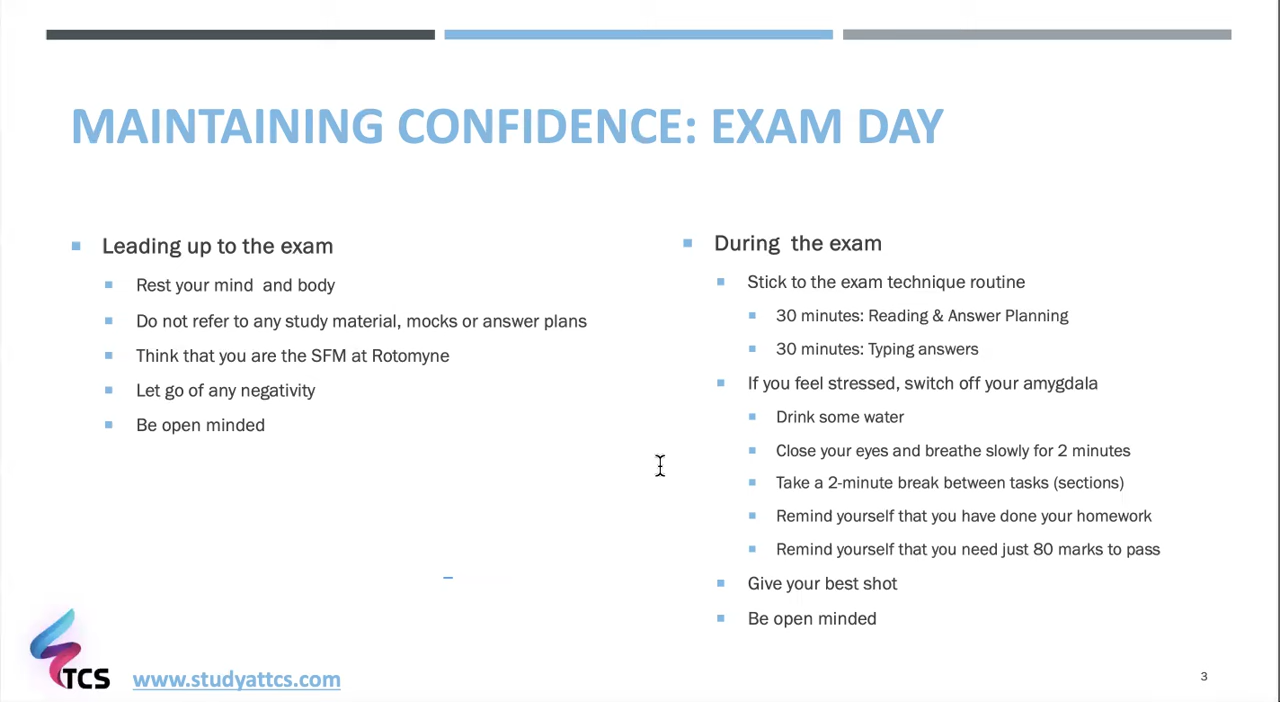 MAINTAINING CONFIDENCE: EXAM DAY
Leading up to the exam
Rest your mind and body
Do not refer to any study material, mocks or answer plans
Think that you are the SFM at Rotomyne
Let go of any negativity
Be open minded
During the exam
Stick to the exam technique routine
30 minutes: Reading & Answer Planning
30 minutes: Typing answers
If you feel stressed, switch off your amygdala
Drink some water
Close your eyes and breathe slowly for 2 minutes
Take a 2-minute break between tasks (sections)
Remind yourself that you have done your homework
Remind yourself that you need just 80 marks to pass
Give your best shot
Be open minded
TCS
www.studyattcs.com
3